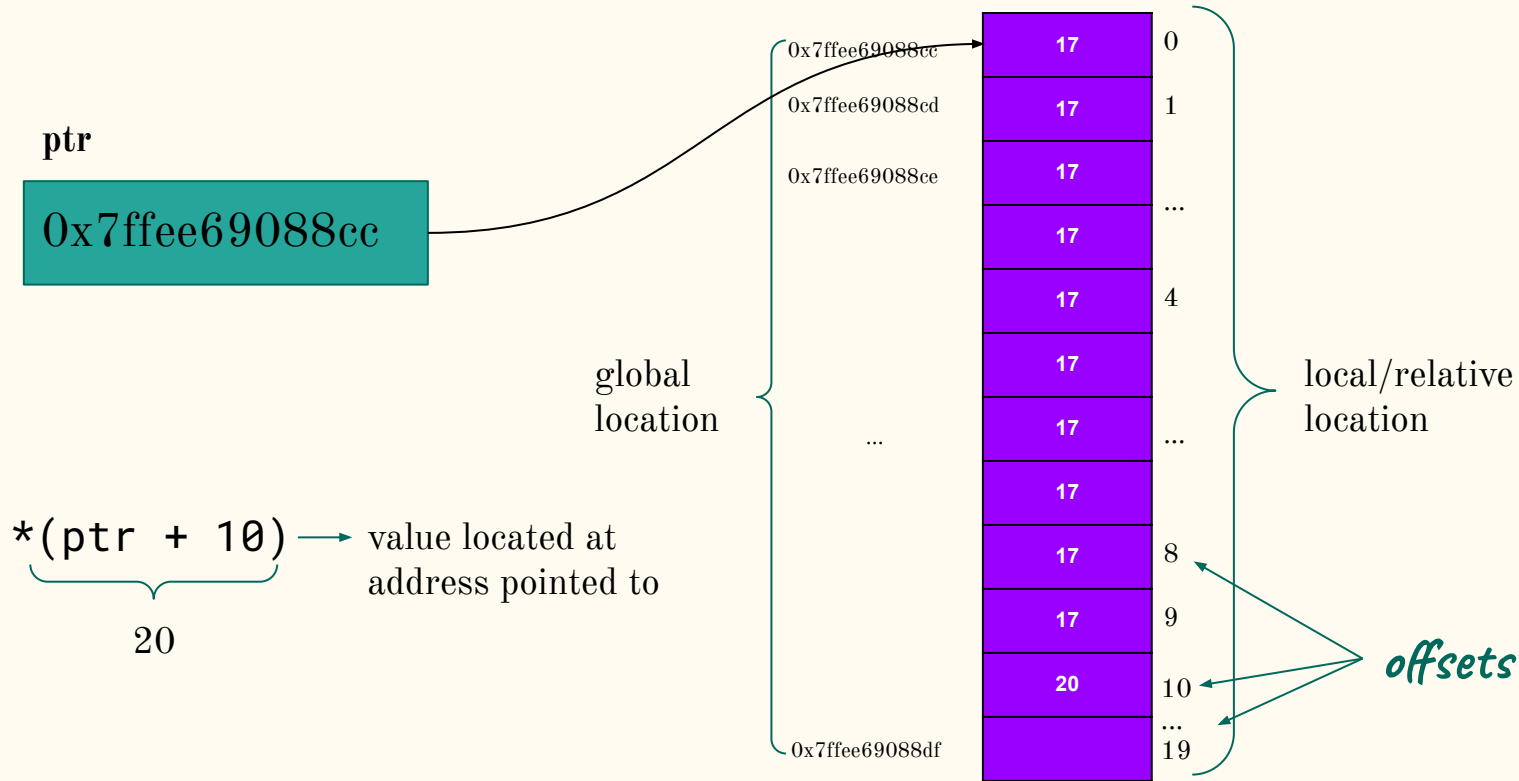 ptr
0x7ffee69088cc
*(ptr + 10)
20
value located at
address pointed to
global
location
0x7ffee69088cc
0x7ffee69088cd
0x7ffee69088ce
...
0x7ffee69088df
17
17
17
17
17
17
17
17
17
17
20
0
1
...
4
...
8
9
10
...
19
local/relative
location
offsets